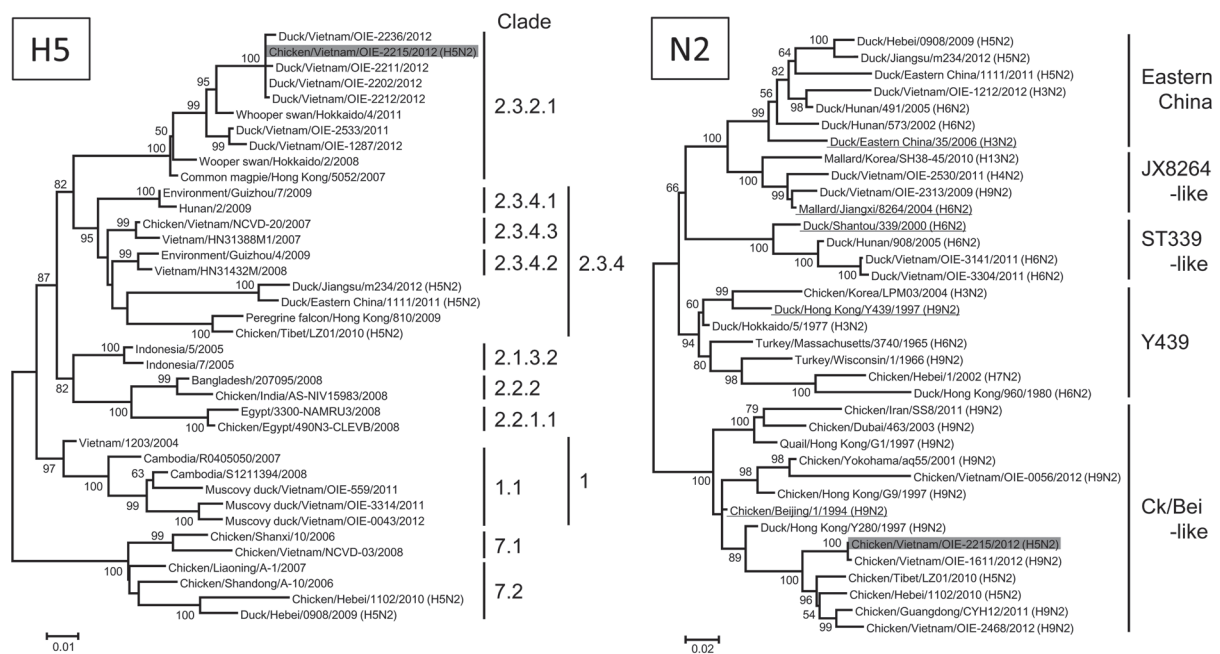 H5
Clade
Duck/Vietnam/OIE-2236/2012
Chicken/Vietnam/OIE-2215/2012 (H5N2)
100
Duck/Vietnam/OIE-2211/2012
Duck/Vietnam/OIE-2202/2012
95
Duck/Vietnam/OIE-2212/2012
2.3.2.1
99
Whooper swan/Hokkaido/4/2011
Duck/Vietnam/OIE-2533/2011
50
99
Duck/Vietnam/OIE-1287/2012
100
Wooper swan/Hokkaido/2/2008
Common magpie/Hong Kong/5052/2007
82
100
Environment/Guizhou/7/2009
Hunan/2/2009
2.3.4.1
99
Chicken/Vietnam/NCVD-20/2007
95
Vietnam/HN31388M1/2007
2.3.4.3
99
Environment/Guizhou/4/2009
Vietnam/HN31432M/2008
2.3.4.2
2.3.4
87
Duck/Jiangsu/m234/2012 (H5N2)
100
Duck/Eastern China/1111/2011 (H5N2)
Peregrine falcon/Hong Kong/810/2009
100
Chicken/Tibet/LZ01/2010 (H5N2)
Indonesia/5/2005
100
Indonesia/7/2005
2.1.3.2
82
99
Bangladesh/207095/2008
Chicken/India/AS-NIV15983/2008
2.2.2
100
Egypt/3300-NAMRU3/2008
100
Chicken/Egypt/490N3-CLEVB/2008
2.2.1.1
Vietnam/1203/2004
97
Cambodia/R0405050/2007
100
63
Cambodia/S1211394/2008
Muscovy duck/Vietnam/OIE-559/2011
1.1
1
99
Muscovy duck/Vietnam/OIE-3314/2011
100
Muscovy duck/Vietnam/OIE-0043/2012
99
Chicken/Shanxi/10/2006
Chicken/Vietnam/NCVD-03/2008
7.1
100
Chicken/Liaoning/A-1/2007
Chicken/Shandong/A-10/2006
7.2
Chicken/Hebei/1102/2010 (H5N2)
100
Duck/Hebei/0908/2009 (H5N2)
0.01
N2
100
Duck/Hebei/0908/2009 (H5N2)
64
Duck/Jiangsu/m234/2012 (H5N2)
82
Duck/Eastern China/1111/2011 (H5N2)
56
Duck/Vietnam/OIE-1212/2012 (H3N2)
98
Duck/Hunan/491/2005 (H6N2)
99
Duck/Hunan/573/2002 (H6N2)
100
Duck/Eastern China/35/2006 (H3N2)
Eastern
China
Mallard/Korea/SH38-45/2010 (H13N2)
100
Duck/Vietnam/OIE-2530/2011 (H4N2)
99
Duck/Vietnam/OIE-2313/2009 (H9N2)
66
Mallard/Jiangxi/8264/2004 (H6N2)
JX8264
-like
Duck/Shantou/339/2000 (H6N2)
100
Duck/Hunan/908/2005 (H6N2)
100
Duck/Vietnam/OIE-3141/2011 (H6N2)
100
Duck/Vietnam/OIE-3304/2011 (H6N2)
ST339
-like
99
Chicken/Korea/LPM03/2004 (H3N2)
60
Duck/Hong Kong/Y439/1997 (H9N2)
Duck/Hokkaido/5/1977 (H3N2)
94
Turkey/Massachusetts/3740/1965 (H6N2)
80
Turkey/Wisconsin/1/1966 (H9N2)
98
Chicken/Hebei/1/2002 (H7N2)
100
Duck/Hong Kong/960/1980 (H6N2)
Y439
79
Chicken/Iran/SS8/2011 (H9N2)
100
Chicken/Dubai/463/2003 (H9N2)
Quail/Hong Kong/G1/1997 (H9N2)
98
Chicken/Yokohama/aq55/2001 (H9N2)
98
Chicken/Vietnam/OIE-0056/2012 (H9N2)
100
Chicken/Hong Kong/G9/1997 (H9N2)
Chicken/Beijing/1/1994 (H9N2)
Duck/Hong Kong/Y280/1997 (H9N2)
89
100
Chicken/Vietnam/OIE-2215/2012 (H5N2)
Chicken/Vietnam/OIE-1611/2012 (H9N2)
100
Chicken/Tibet/LZ01/2010 (H5N2)
96
Chicken/Hebei/1102/2010 (H5N2)
54
Chicken/Guangdong/CYH12/2011 (H9N2)
99
Chicken/Vietnam/OIE-2468/2012 (H9N2)
Ck/Bei
-like
0.02